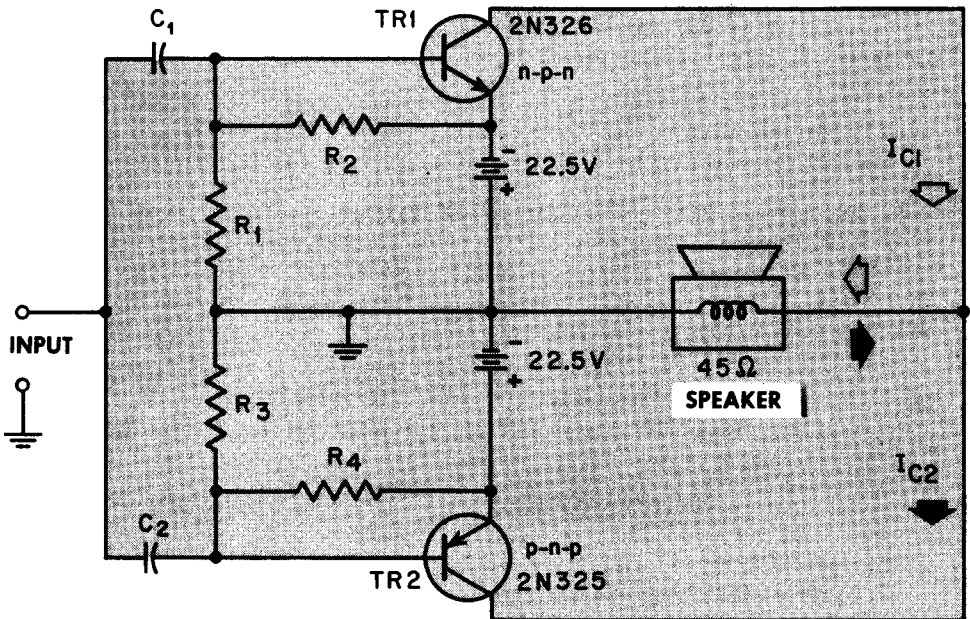 C1
TR1
2N326
n-p-n
R2
-
22.5V
+
IC1
R1
INPUT
-
22.5V
+
45Ω
SPEAKER
R3
R4
IC2
C2
p-n-p
TR2
2N325